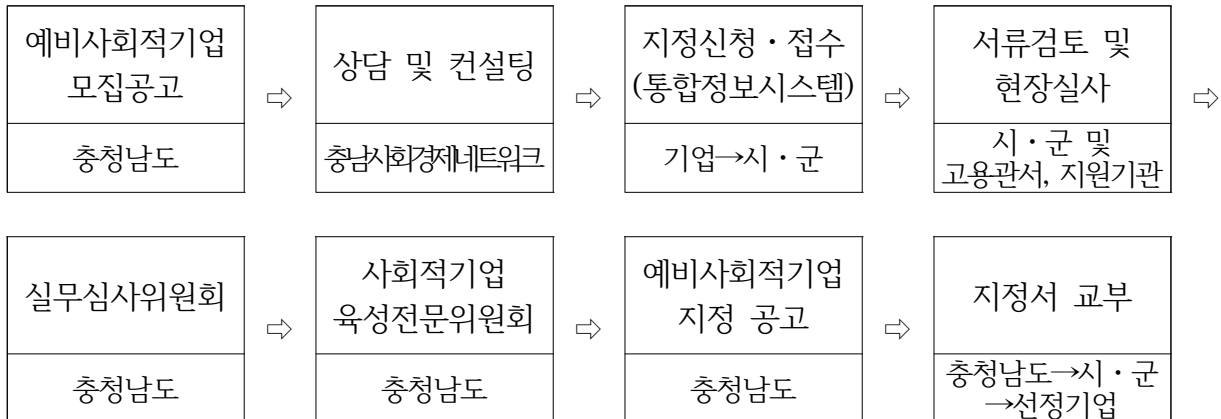 예비사회적기업
모집공고
충청남도
⇨
상담 및 컨설팅
충남사회경제네트워크
⇨
지정신청・접수
(통합정보시스템)
기업→시・군
⇨
서류검토 및
현장실사
시・군 및
고용관서, 지원기관
⇨
실무심사위원회
충청남도
⇨
사회적기업
육성전문위원회
충청남도
⇨
예비사회적기업
지정 공고
충청남도
⇨
지정서 교부
충청남도→시・군
→선정기업